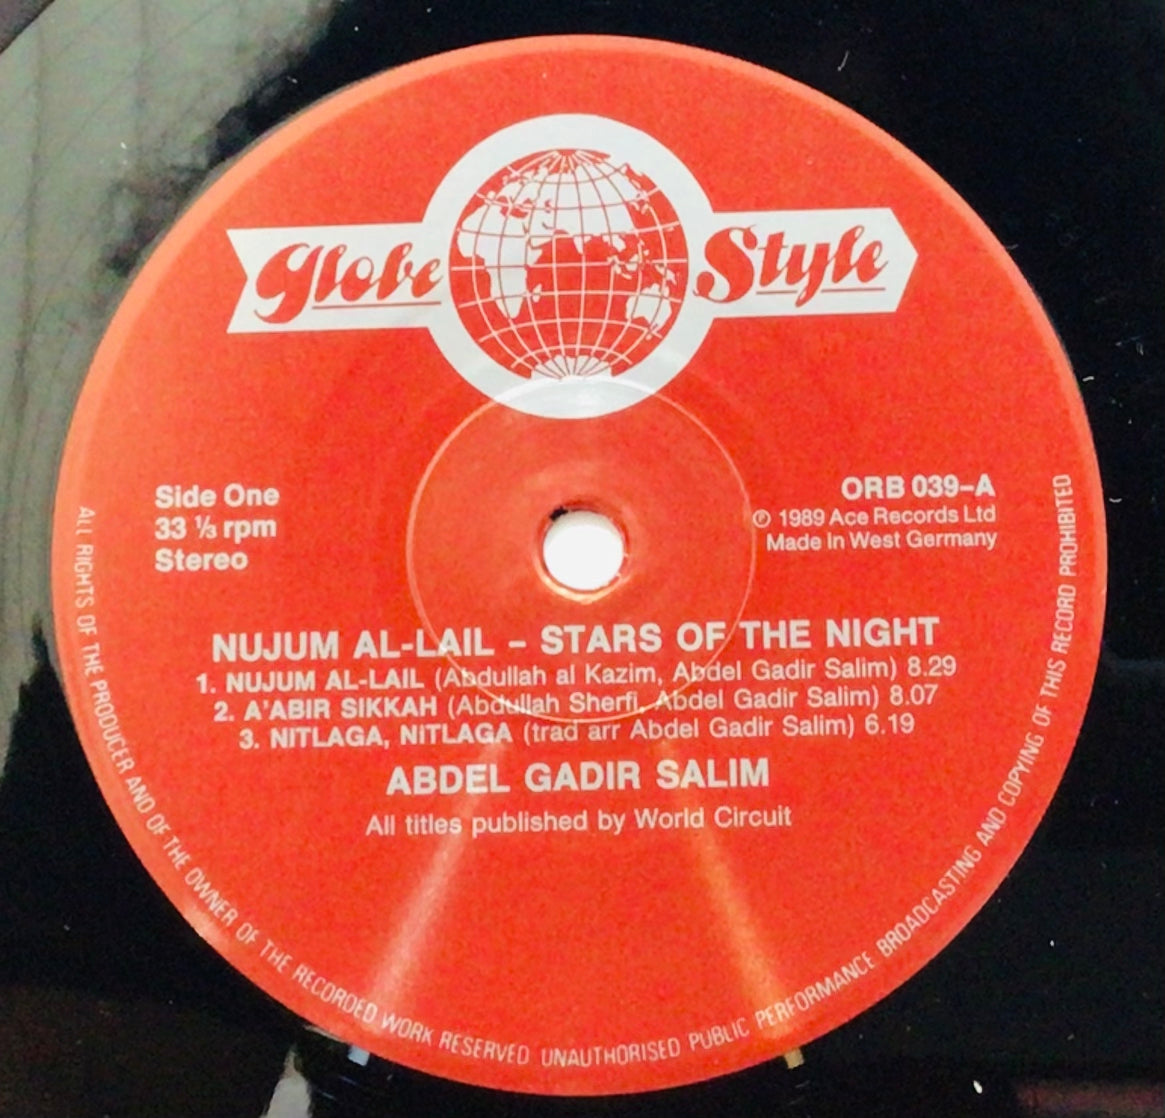 Globe Style
Side One
33 ⅓ rpm
Stereo
ORB 039-A
℗ 1989 Ace Records Ltd
Made In West Germany
NUJUM AL-LAIL - STARS OF THE NIGHT
1. NUJUM AL-LAIL (Abdullah al Kazim, Abdel Gadir Salim) 8.29
2. A'ABIR SIKKAH (Abdullah Sherfi, Abdel Gadir Salim) 8.07
3. NITLAGA, NITLAGA (trad arr Abdel Gadir Salim) 6.19
ABDEL GADIR SALIM
All titles published by World Circuit
ALL RIGHTS OF THE PRODUCER AND OF THE OWNER OF THE RECORDED WORK RESERVED UNAUTHORISED PUBLIC PERFORMANCE BROADCASTING AND COPYING OF THIS RECORD PROHIBITED